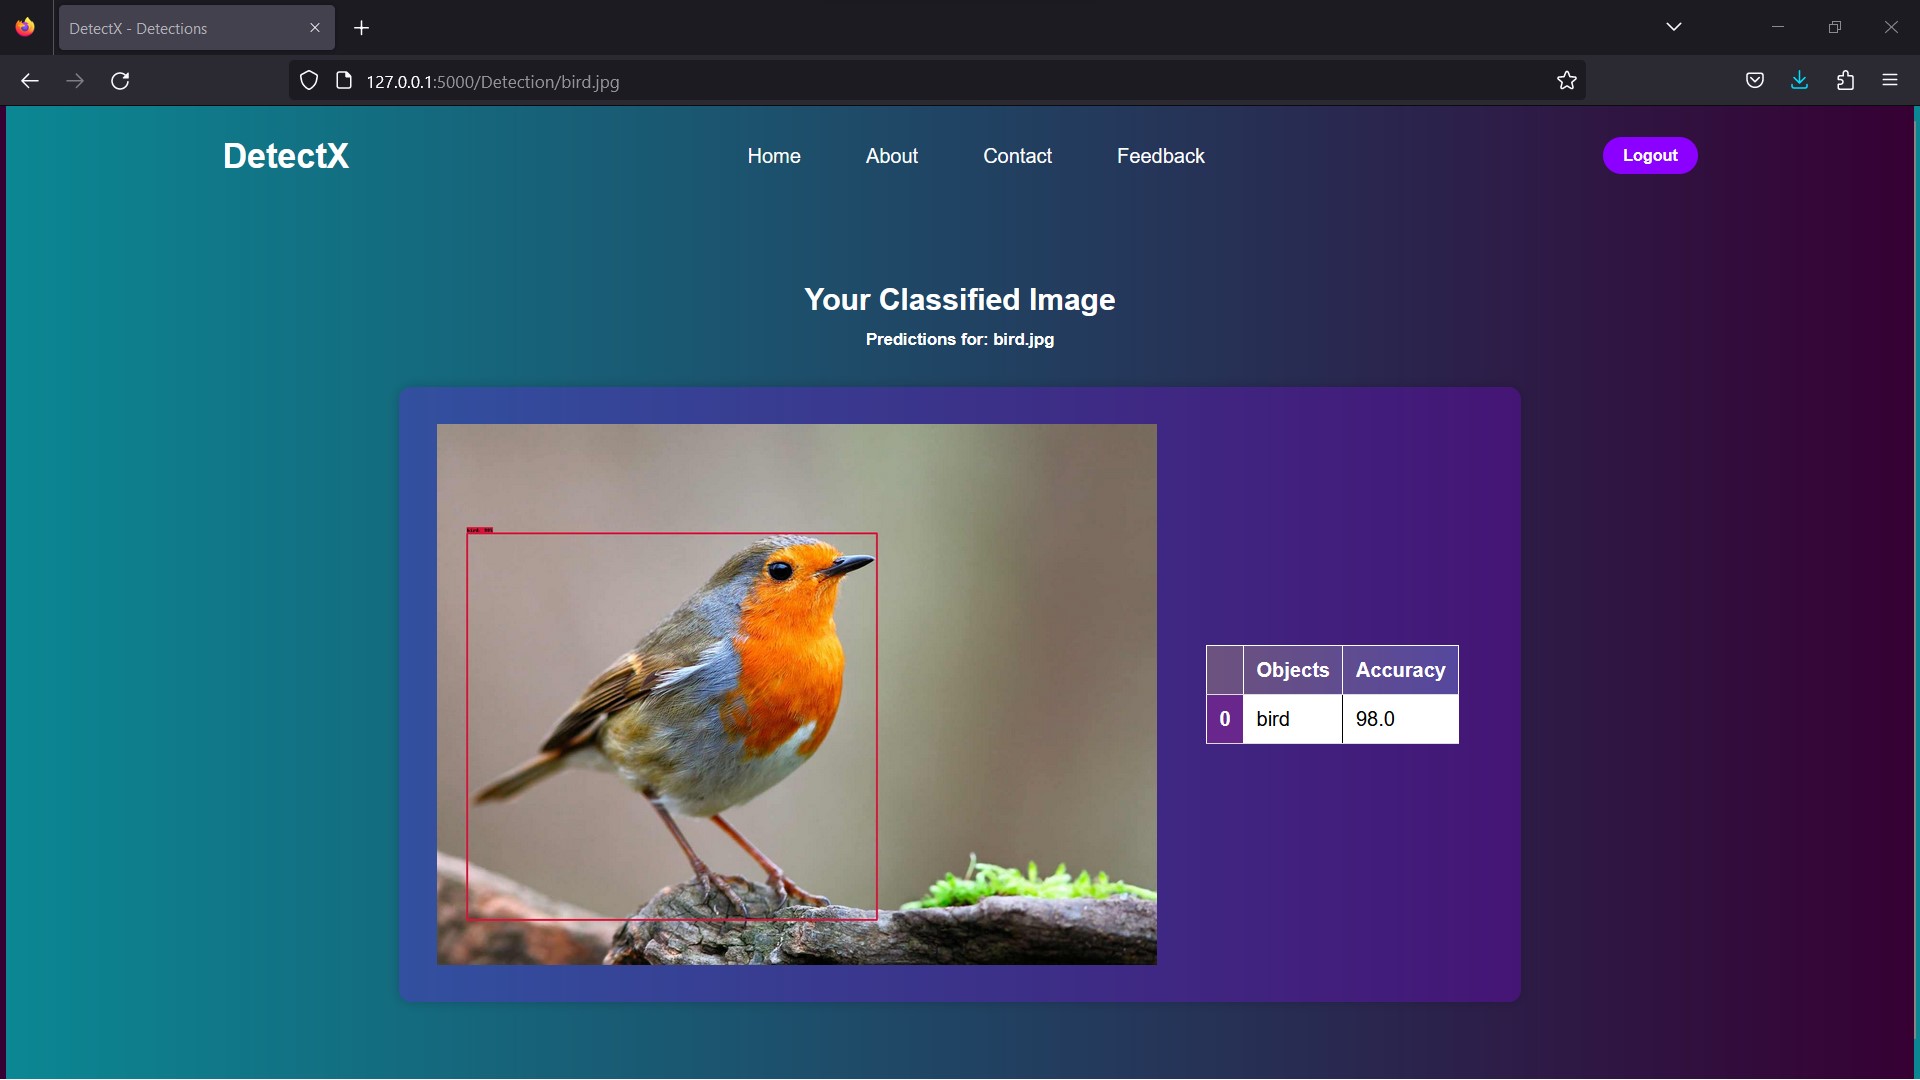 DetectX - Detections
127.0.0.1:5000/Detection/bird.jpg
DetectX
Home
About
Contact
Feedback
Logout
Your Classified Image
Predictions for: bird.jpg
Objects Accuracy
0 bird 98.0